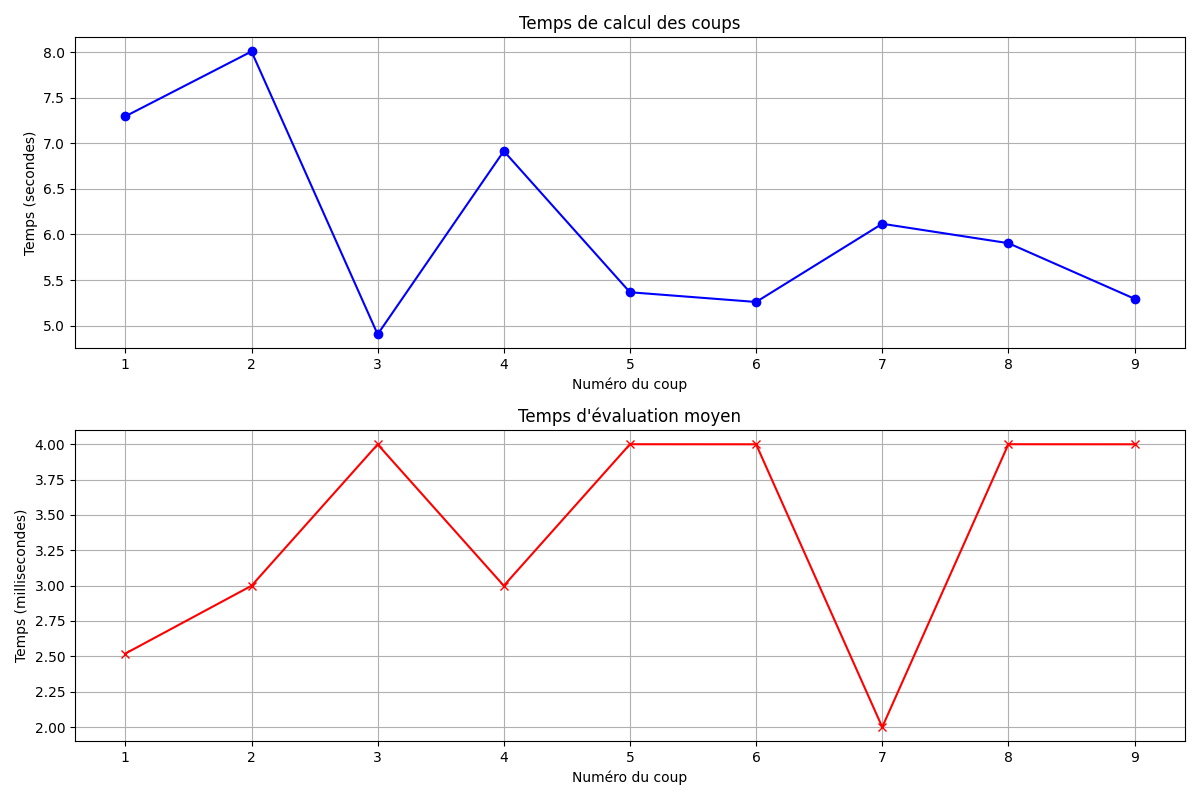 Temps de calcul des coups
8.0
7.5
7.0
6.5
6.0
5.5
5.0
Temps (secondes)
1 2 3 4 5 6 7 8 9
Numéro du coup
Temps d'évaluation moyen
4.00
3.75
3.50
3.25
3.00
2.75
2.50
2.25
2.00
Temps (millisecondes)
1 2 3 4 5 6 7 8 9
Numéro du coup